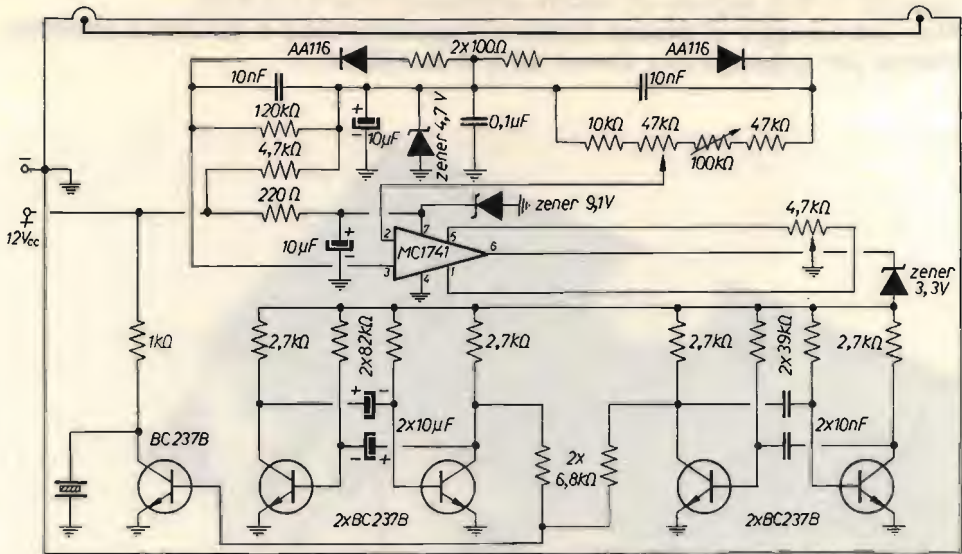 AA116
2x100Ω
AA116
10nF
10nF
120kΩ
+
-
10µF
zener 4,7V
0,1µF
10kΩ
47kΩ
100kΩ
47kΩ
4,7kΩ
220Ω
-
+
12Vcc
zener 9,1V
4,7kΩ
10µF
+
-
2
7
5
MC1741
6
3
4
1
zener
3,3V
1kΩ
2,7kΩ
2x82kΩ
2,7kΩ
2,7kΩ
2x39kΩ
2,7kΩ
+
-
2x10µF
-
+
2x10nF
BC237B
2x
6,8kΩ
2xBC237B
2xBC237B